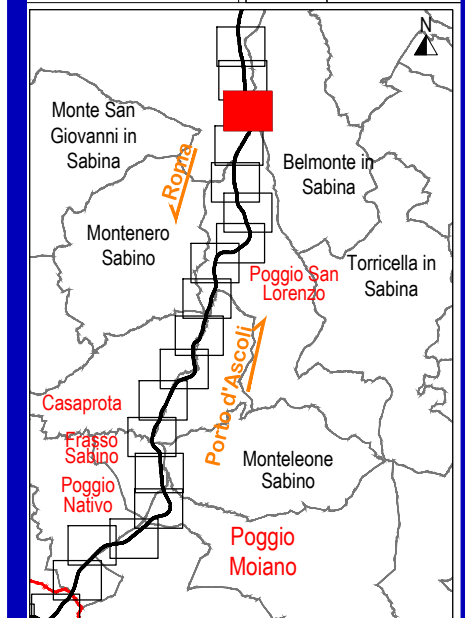 N
Monte San
Giovanni in
Sabina
Roma
Belmonte in
Sabina
Montenero
Sabino
Poggio San
Lorenzo
Torricella in
Sabina
Porto d'Ascoli
Casaprota
Frasso
Sabino
Poggio
Nativo
Monteleone
Sabino
Poggio
Moiano